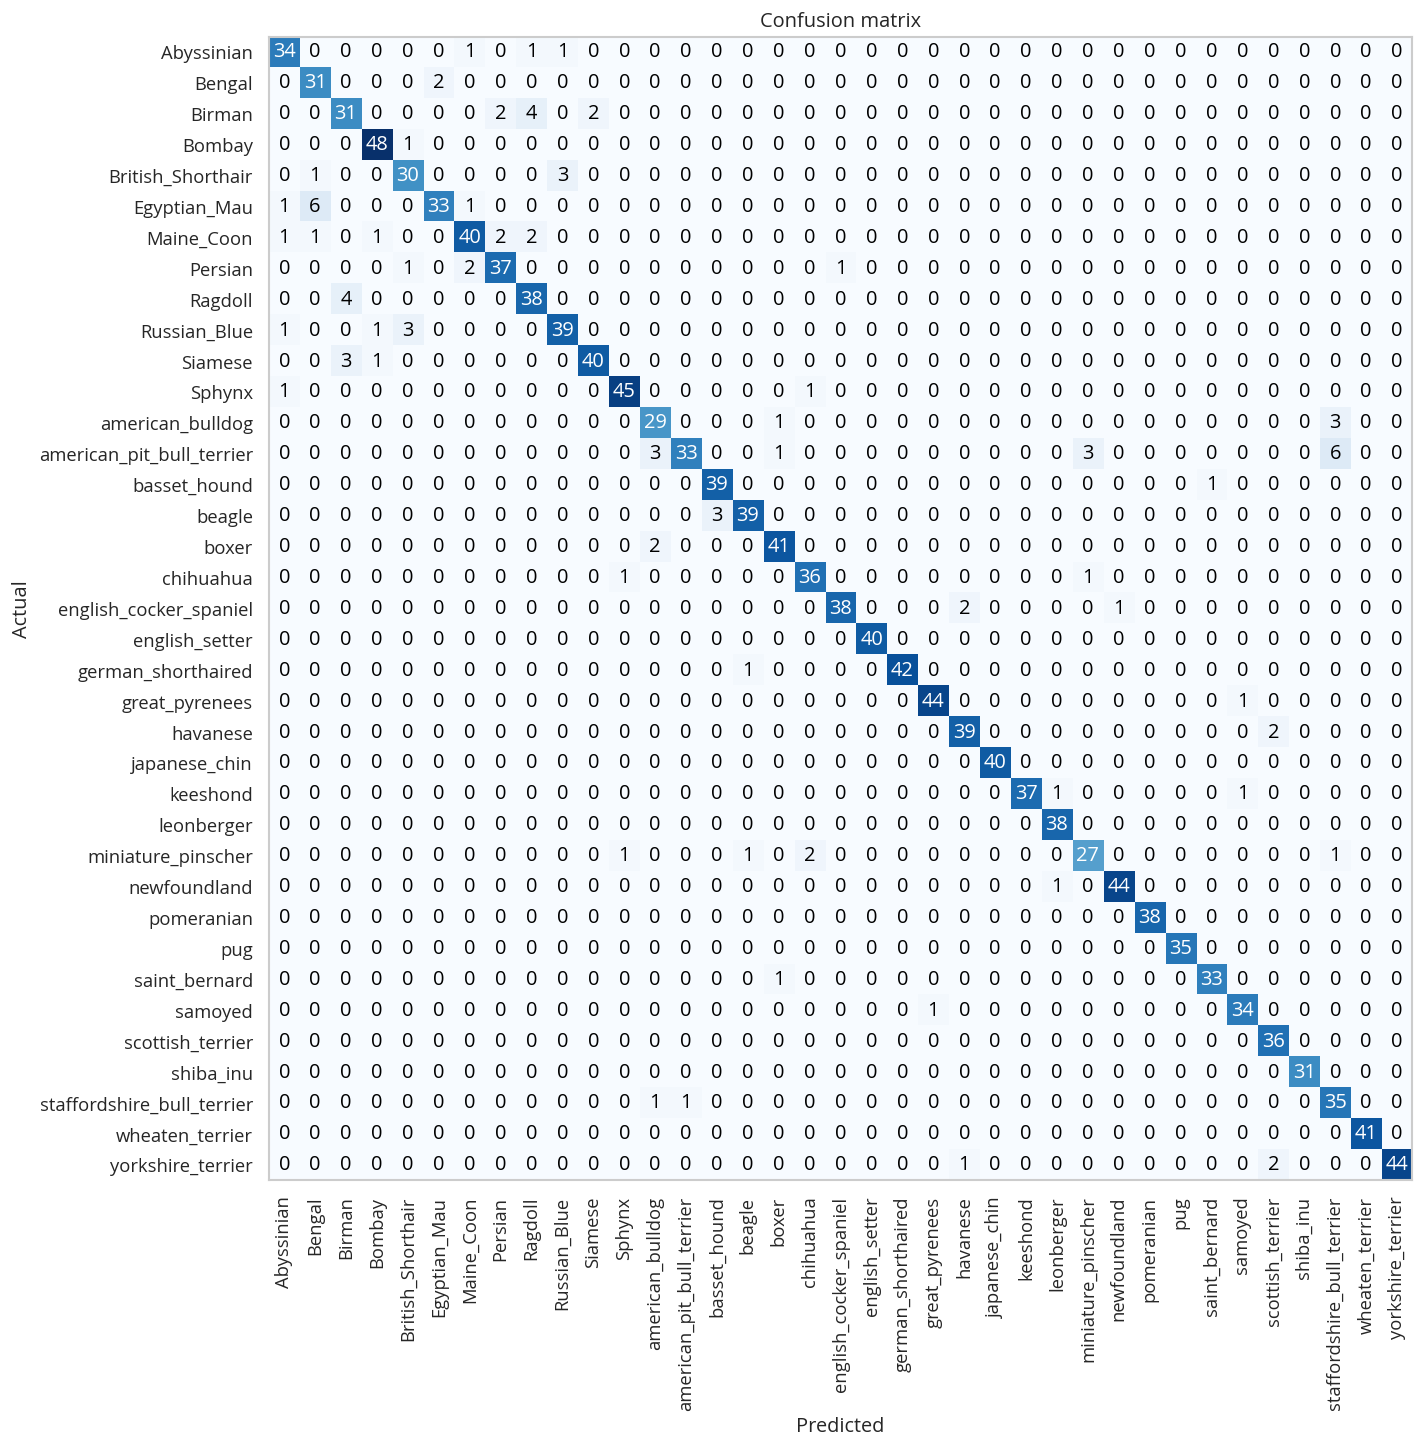 Confusion matrix
Abyssinian 34 0 0 0 0 0 1 0 1 1 0 0 0 0 0 0 0 0 0 0 0 0 0 0 0 0 0 0 0 0 0 0 0 0 0 0 0
Bengal 0 31 0 0 0 2 0 0 0 0 0 0 0 0 0 0 0 0 0 0 0 0 0 0 0 0 0 0 0 0 0 0 0 0 0 0 0
Birman 0 0 31 0 0 0 0 2 4 0 2 0 0 0 0 0 0 0 0 0 0 0 0 0 0 0 0 0 0 0 0 0 0 0 0 0 0
Bombay 0 0 0 48 1 0 0 0 0 0 0 0 0 0 0 0 0 0 0 0 0 0 0 0 0 0 0 0 0 0 0 0 0 0 0 0 0
British_Shorthair 0 1 0 0 30 0 0 0 0 3 0 0 0 0 0 0 0 0 0 0 0 0 0 0 0 0 0 0 0 0 0 0 0 0 0 0 0
Egyptian_Mau 1 6 0 0 0 33 1 0 0 0 0 0 0 0 0 0 0 0 0 0 0 0 0 0 0 0 0 0 0 0 0 0 0 0 0 0 0
Maine_Coon 1 1 0 1 0 0 40 2 2 0 0 0 0 0 0 0 0 0 0 0 0 0 0 0 0 0 0 0 0 0 0 0 0 0 0 0 0
Persian 0 0 0 0 1 0 2 37 0 0 0 0 0 0 0 0 0 0 1 0 0 0 0 0 0 0 0 0 0 0 0 0 0 0 0 0 0
Ragdoll 0 0 4 0 0 0 0 0 38 0 0 0 0 0 0 0 0 0 0 0 0 0 0 0 0 0 0 0 0 0 0 0 0 0 0 0 0
Russian_Blue 1 0 0 1 3 0 0 0 0 39 0 0 0 0 0 0 0 0 0 0 0 0 0 0 0 0 0 0 0 0 0 0 0 0 0 0 0
Siamese 0 0 3 1 0 0 0 0 0 0 40 0 0 0 0 0 0 0 0 0 0 0 0 0 0 0 0 0 0 0 0 0 0 0 0 0 0
Sphynx 1 0 0 0 0 0 0 0 0 0 0 45 0 0 0 0 0 1 0 0 0 0 0 0 0 0 0 0 0 0 0 0 0 0 0 0 0
american_bulldog 0 0 0 0 0 0 0 0 0 0 0 0 29 0 0 0 1 0 0 0 0 0 0 0 0 0 0 0 0 0 0 0 0 0 3 0 0
american_pit_bull_terrier 0 0 0 0 0 0 0 0 0 0 0 0 3 33 0 0 1 0 0 0 0 0 0 0 0 0 3 0 0 0 0 0 0 0 6 0 0
basset_hound 0 0 0 0 0 0 0 0 0 0 0 0 0 0 39 0 0 0 0 0 0 0 0 0 0 0 0 0 0 0 1 0 0 0 0 0 0
beagle 0 0 0 0 0 0 0 0 0 0 0 0 0 0 3 39 0 0 0 0 0 0 0 0 0 0 0 0 0 0 0 0 0 0 0 0 0
boxer 0 0 0 0 0 0 0 0 0 0 0 0 2 0 0 0 41 0 0 0 0 0 0 0 0 0 0 0 0 0 0 0 0 0 0 0 0
chihuahua 0 0 0 0 0 0 0 0 0 0 0 1 0 0 0 0 0 36 0 0 0 0 0 0 0 0 1 0 0 0 0 0 0 0 0 0 0
english_cocker_spaniel 0 0 0 0 0 0 0 0 0 0 0 0 0 0 0 0 0 0 38 0 0 0 2 0 0 0 0 1 0 0 0 0 0 0 0 0 0
english_setter 0 0 0 0 0 0 0 0 0 0 0 0 0 0 0 0 0 0 0 40 0 0 0 0 0 0 0 0 0 0 0 0 0 0 0 0 0
german_shorthaired 0 0 0 0 0 0 0 0 0 0 0 0 0 0 0 1 0 0 0 0 42 0 0 0 0 0 0 0 0 0 0 0 0 0 0 0 0
great_pyrenees 0 0 0 0 0 0 0 0 0 0 0 0 0 0 0 0 0 0 0 0 0 44 0 0 0 0 0 0 0 0 0 1 0 0 0 0 0
havanese 0 0 0 0 0 0 0 0 0 0 0 0 0 0 0 0 0 0 0 0 0 0 39 0 0 0 0 0 0 0 0 0 2 0 0 0 0
japanese_chin 0 0 0 0 0 0 0 0 0 0 0 0 0 0 0 0 0 0 0 0 0 0 0 40 0 0 0 0 0 0 0 0 0 0 0 0 0
keeshond 0 0 0 0 0 0 0 0 0 0 0 0 0 0 0 0 0 0 0 0 0 0 0 0 37 1 0 0 0 0 0 1 0 0 0 0 0
leonberger 0 0 0 0 0 0 0 0 0 0 0 0 0 0 0 0 0 0 0 0 0 0 0 0 0 38 0 0 0 0 0 0 0 0 0 0 0
miniature_pinscher 0 0 0 0 0 0 0 0 0 0 0 1 0 0 0 1 0 2 0 0 0 0 0 0 0 0 27 0 0 0 0 0 0 0 1 0 0
newfoundland 0 0 0 0 0 0 0 0 0 0 0 0 0 0 0 0 0 0 0 0 0 0 0 0 0 1 0 44 0 0 0 0 0 0 0 0 0
pomeranian 0 0 0 0 0 0 0 0 0 0 0 0 0 0 0 0 0 0 0 0 0 0 0 0 0 0 0 0 38 0 0 0 0 0 0 0 0
pug 0 0 0 0 0 0 0 0 0 0 0 0 0 0 0 0 0 0 0 0 0 0 0 0 0 0 0 0 0 35 0 0 0 0 0 0 0
saint_bernard 0 0 0 0 0 0 0 0 0 0 0 0 0 0 0 0 1 0 0 0 0 0 0 0 0 0 0 0 0 0 33 0 0 0 0 0 0
samoyed 0 0 0 0 0 0 0 0 0 0 0 0 0 0 0 0 0 0 0 0 0 1 0 0 0 0 0 0 0 0 0 34 0 0 0 0 0
scottish_terrier 0 0 0 0 0 0 0 0 0 0 0 0 0 0 0 0 0 0 0 0 0 0 0 0 0 0 0 0 0 0 0 0 36 0 0 0 0
shiba_inu 0 0 0 0 0 0 0 0 0 0 0 0 0 0 0 0 0 0 0 0 0 0 0 0 0 0 0 0 0 0 0 0 0 31 0 0 0
staffordshire_bull_terrier 0 0 0 0 0 0 0 0 0 0 0 0 1 1 0 0 0 0 0 0 0 0 0 0 0 0 0 0 0 0 0 0 0 0 35 0 0
wheaten_terrier 0 0 0 0 0 0 0 0 0 0 0 0 0 0 0 0 0 0 0 0 0 0 0 0 0 0 0 0 0 0 0 0 0 0 0 41 0
yorkshire_terrier 0 0 0 0 0 0 0 0 0 0 0 0 0 0 0 0 0 0 0 0 0 0 1 0 0 0 0 0 0 0 0 0 2 0 0 0 44
Actual
Abyssinian
Bengal
Birman
Bombay
British_Shorthair
Egyptian_Mau
Maine_Coon
Persian
Ragdoll
Russian_Blue
Siamese
Sphynx
american_bulldog
american_pit_bull_terrier
basset_hound
beagle
boxer
chihuahua
english_cocker_spaniel
english_setter
german_shorthaired
great_pyrenees
havanese
japanese_chin
keeshond
leonberger
miniature_pinscher
newfoundland
pomeranian
pug
saint_bernard
samoyed
scottish_terrier
shiba_inu
staffordshire_bull_terrier
wheaten_terrier
yorkshire_terrier
Predicted